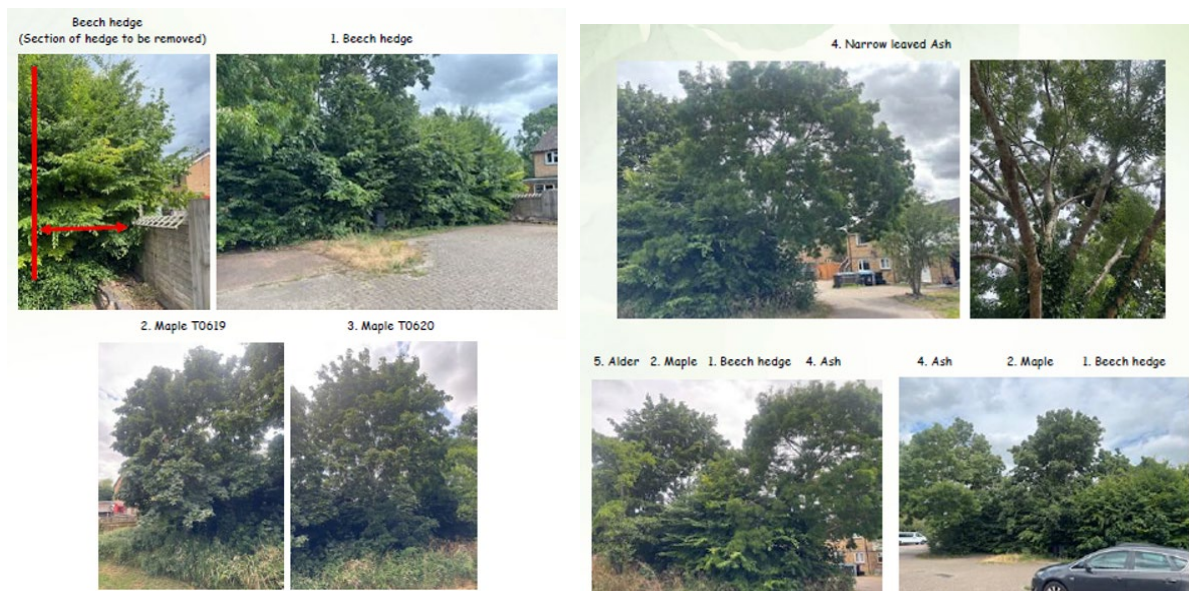 Beech hedge
(Section of hedge to be removed)
1. Beech hedge
2. Maple T0619
3. Maple T0620
4. Narrow leaved Ash
5. Alder 2. Maple 1. Beech hedge 4. Ash
4. Ash 2. Maple 1. Beech hedge